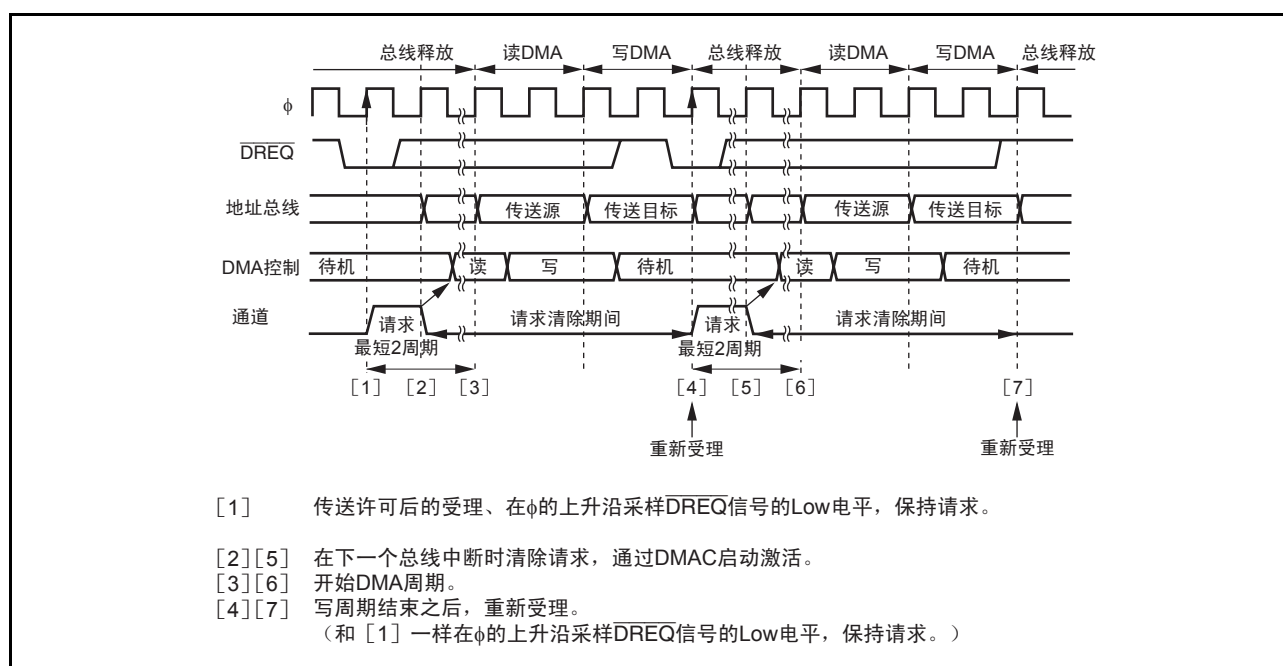 总线释放 读DMA 写DMA 总线释放 读DMA 写DMA 总线释放
φ
DREQ
地址总线 传送源 传送目标 传送源 传送目标
DMA控制 待机 读 写 待机 读 写 待机
通道 请求 请求清除期间 请求 请求清除期间
最短2周期 最短2周期
［1］ ［2］ ［3］ ［4］ ［5］ ［6］ ［7］
重新受理 重新受理
［1］ 传送许可后的受理、在φ的上升沿采样DREQ信号的Low电平，保持请求。
［2］［5］ 在下一个总线中断时清除请求，通过DMAC启动激活。
［3］［6］ 开始DMA周期。
［4］［7］ 写周期结束之后，重新受理。
（和［1］一样在φ的上升沿采样DREQ信号的Low电平，保持请求。）